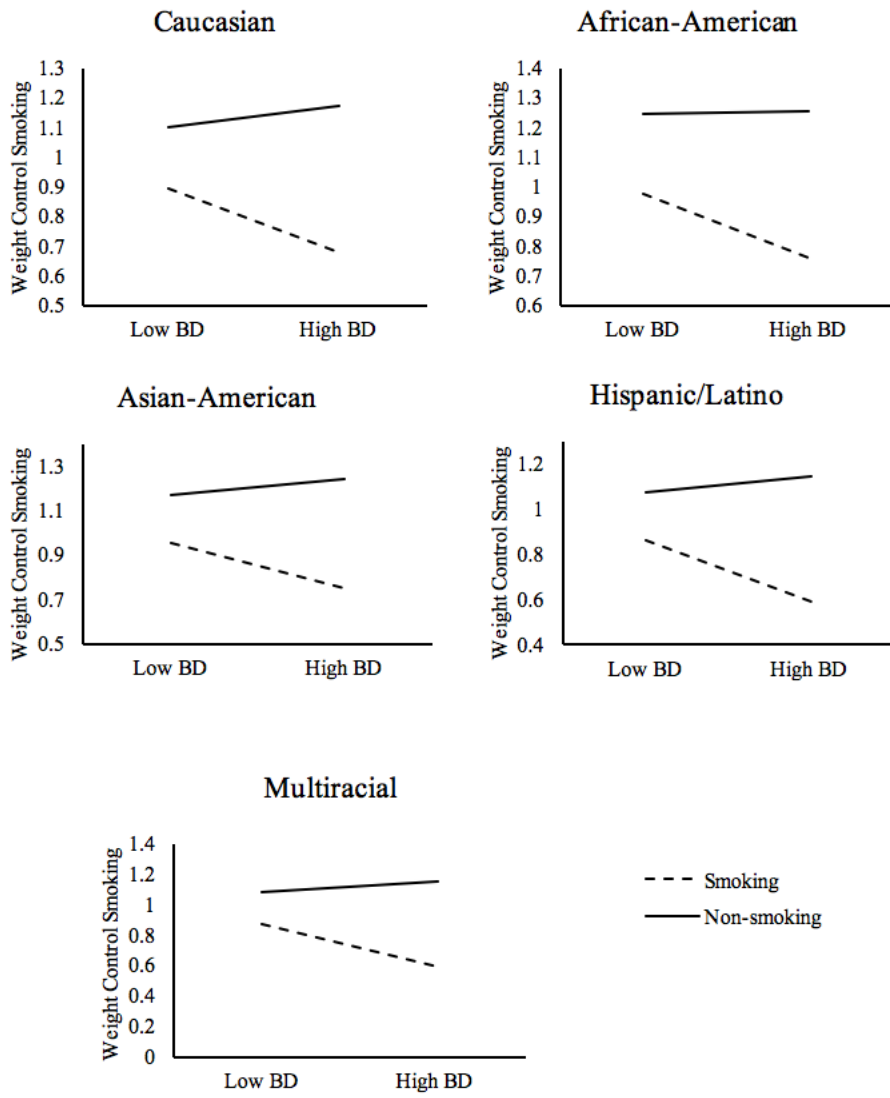 Caucasian
Weight Control Smoking
1.3
1.2
1.1
1
0.9
0.8
0.7
0.6
0.5
Low BD
High BD
African-American
Weight Control Smoking
1.4
1.3
1.2
1.1
1
0.9
0.8
0.7
0.6
Low BD
High BD
Asian-American
Weight Control Smoking
1.3
1.1
0.9
0.7
0.5
Low BD
High BD
Hispanic/Latino
Weight Control Smoking
1.2
1
0.8
0.6
0.4
Low BD
High BD
Multiracial
Weight Control Smoking
1.4
1.2
1
0.8
0.6
0.4
0.2
0
Low BD
High BD
Smoking
Non-smoking